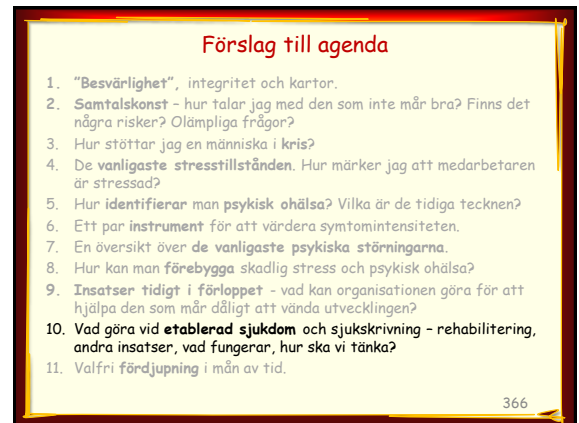 Förslag till agenda
1. ”Besvärlighet”, integritet och kartor.
2. Samtalskonst – hur talar jag med den som inte mår bra? Finns det
några risker? Olämpliga frågor?
3. Hur stöttar jag en människa i kris?
4. De vanligaste stresstillstånden. Hur märker jag att medarbetaren
är stressad?
5. Hur identifierar man psykisk ohälsa? Vilka är de tidiga tecknen?
6. Ett par instrument för att värdera symtomintensiteten.
7. En översikt över de vanligaste psykiska störningarna.
8. Hur kan man förebygga skadlig stress och psykisk ohälsa?
9. Insatser tidigt i förloppet - vad kan organisationen göra för att
hjälpa den som mår dåligt att vända utvecklingen?
10. Vad göra vid etablerad sjukdom och sjukskrivning – rehabilitering,
andra insatser, vad fungerar, hur ska vi tänka?
11. Valfri fördjupning i mån av tid.
366